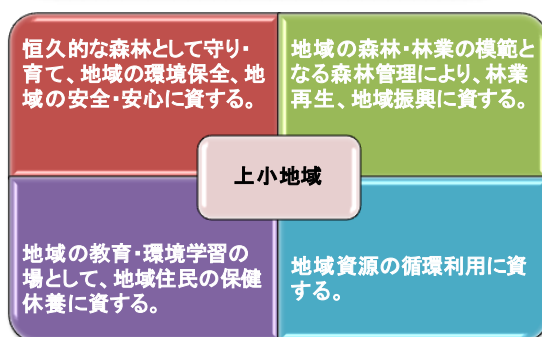 恒久的な森林として守り・
育て、地域の環境保全、地
域の安全・安心に資する。
地域の森林・林業の模範と
なる森林管理により、林業
再生、地域振興に資する。
上小地域
地域の教育・環境学習の
場として、地域住民の保健
休養に資する。
地域資源の循環利用に資
する。